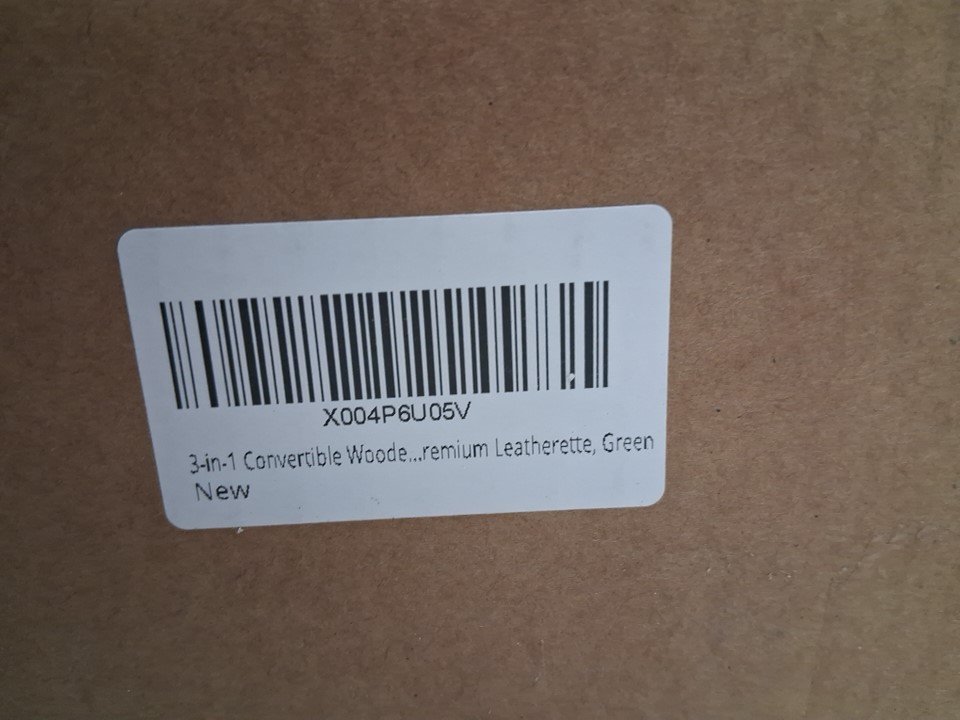 X004P6U05V
3-in-1 Convertible Woode...remium Leatherette, Green
New